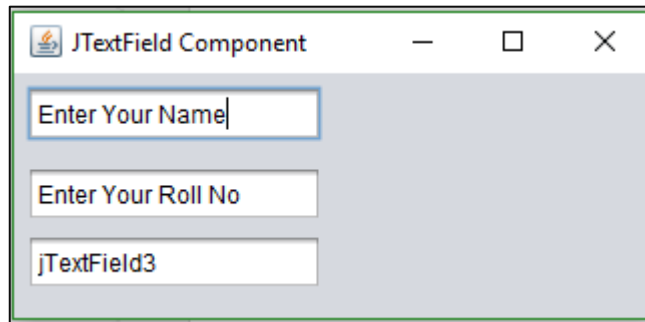 JTextField Component
Enter Your Name
Enter Your Roll No
jTextField3